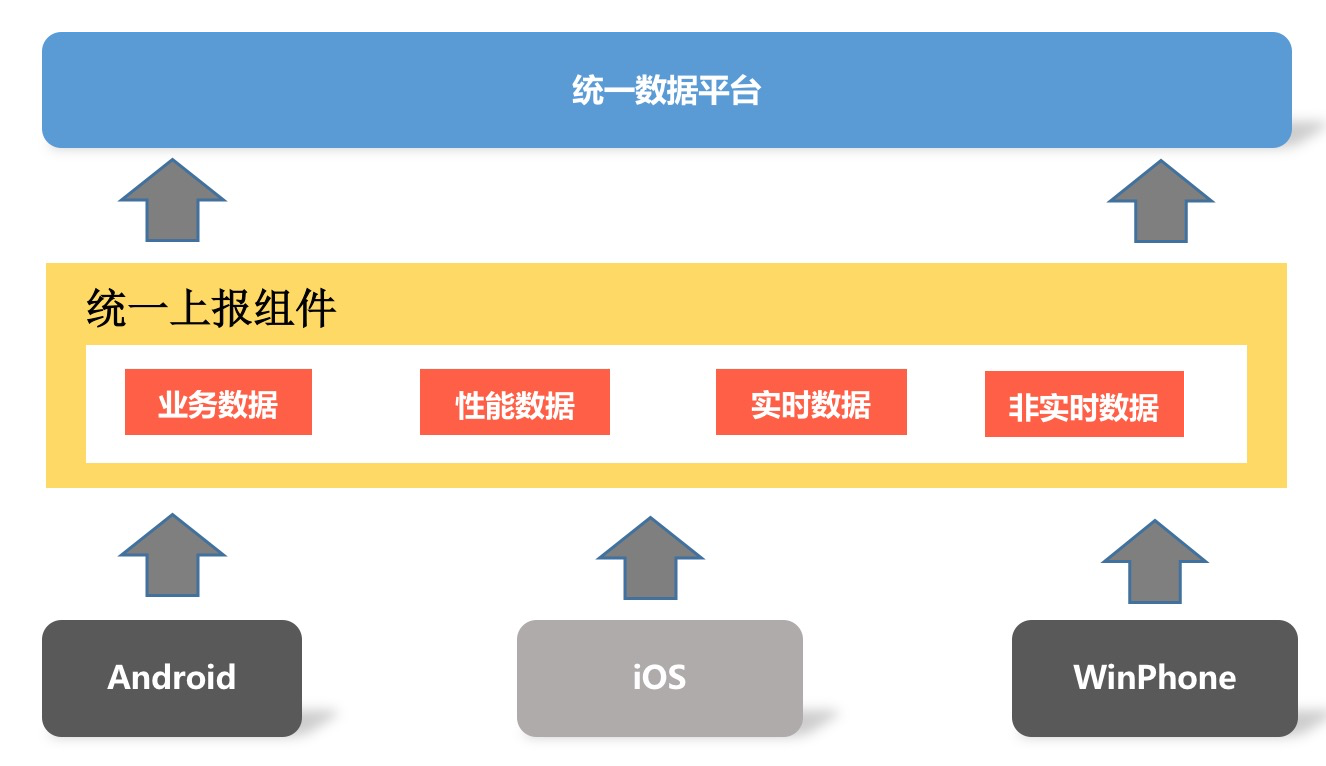 统一数据平台
统一上报组件
业务数据
性能数据
实时数据
非实时数据
Android
iOS
WinPhone